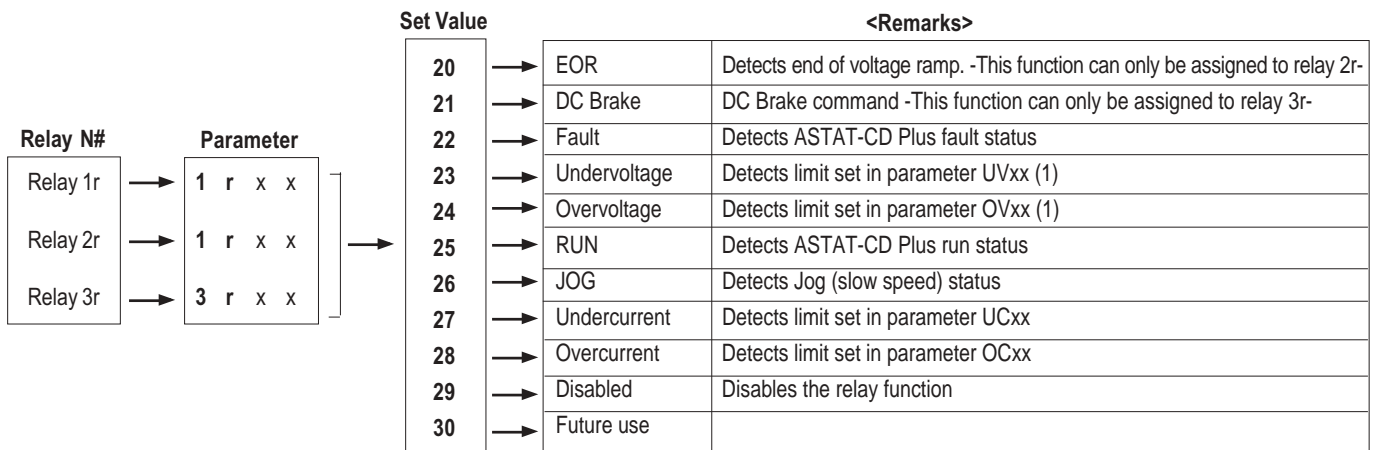 Set Value <Remarks>
20 EOR Detects end of voltage ramp. -This function can only be assigned to relay 2r-
21 DC Brake DC Brake command -This function can only be assigned to relay 3r-
Relay N# Parameter
22 Fault Detects ASTAT-CD Plus fault status
Relay 1r 1 r x x
23 Undervoltage Detects limit set in parameter UVxx (1)
24 Overvoltage Detects limit set in parameter OVxx (1)
Relay 2r 1 r x x
25 RUN Detects ASTAT-CD Plus run status
26 JOG Detects Jog (slow speed) status
Relay 3r 3 r x x
27 Undercurrent Detects limit set in parameter UCxx
28 Overcurrent Detects limit set in parameter OCxx
29 Disabled Disables the relay function
30 Future use